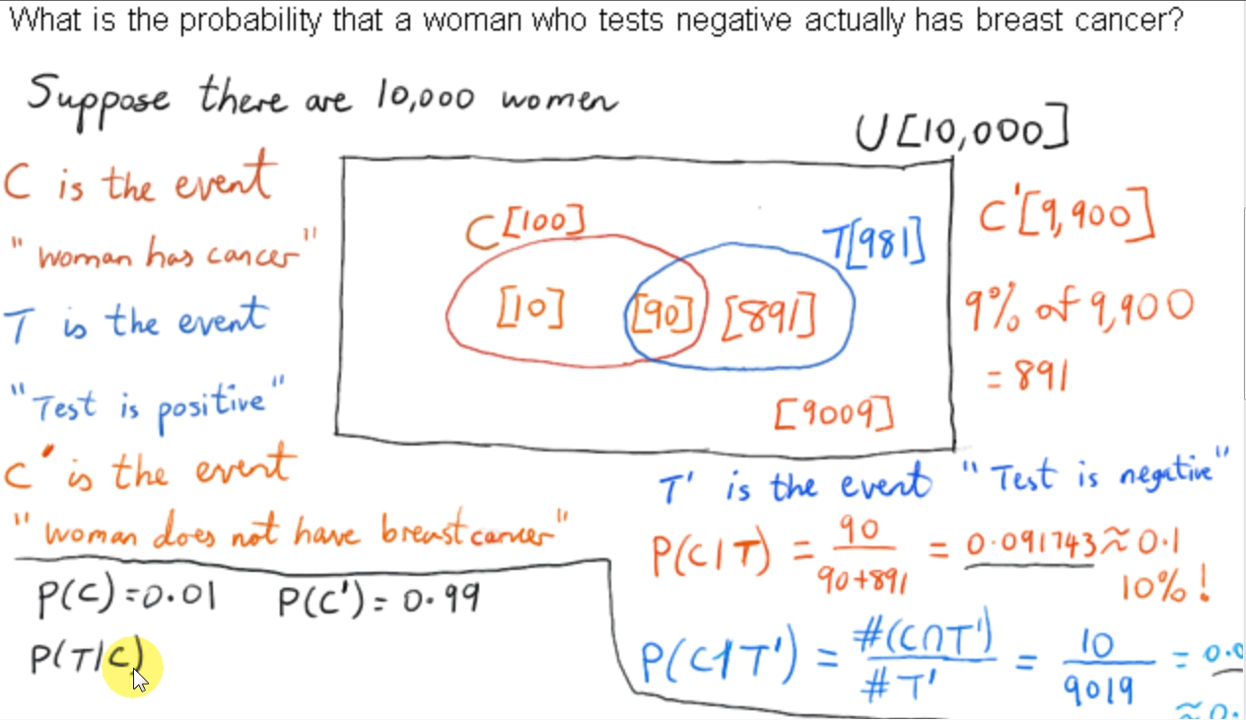 What is the probability that a woman who tests negative actually has breast cancer?
Suppose there are 10,000 women
U[10,000]
C is the event
"woman has cancer"
T is the event
"Test is positive"
C' is the event
"woman does not have breast cancer"
C[100]
T[981]
[10] [90] [891]
[9009]
C'[9,900]
9% of 9,900
= 891
T' is the event "Test is negative"
P(C|T) = 90/(90+891) = 0.091743 ≈ 0.1
10%!
P(C|T') = #(C∩T')/#T' = 10/9019 = 0.0
≈ 0.
P(C)=0.01 P(C')= 0.99
P(T|C)